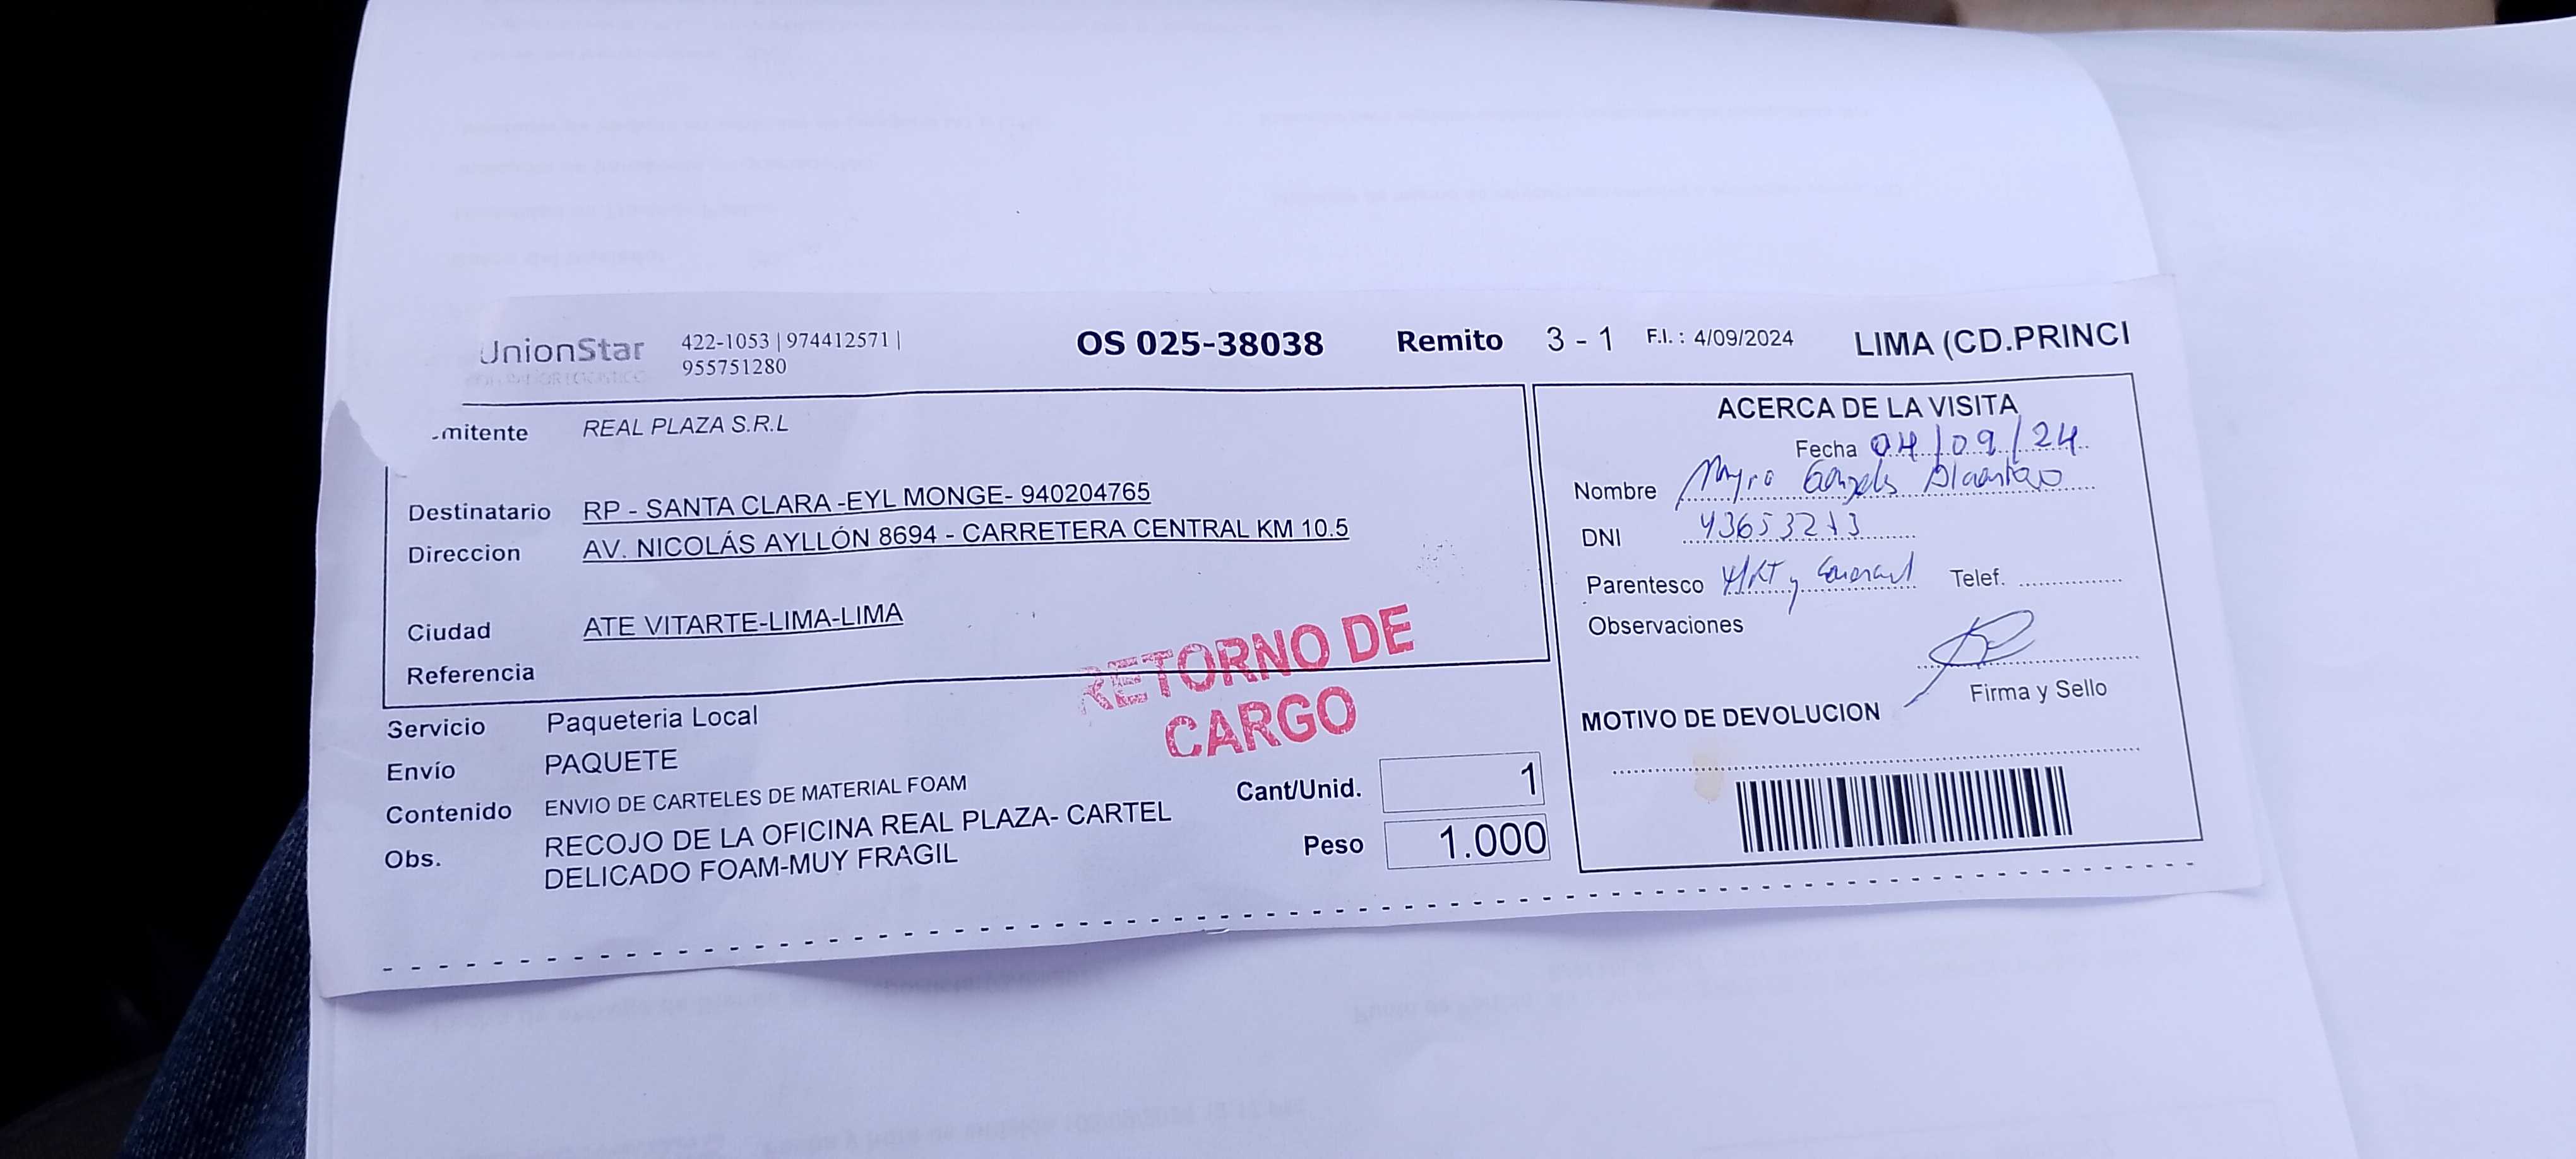 UnionStar
422-1053 | 974412571 |
955751280
OS 025-38038 Remito 3 - 1 F.I. : 4/09/2024 LIMA (CD.PRINCI
mitente REAL PLAZA S.R.L
Destinatario RP - SANTA CLARA -EYL MONGE- 940204765
Direccion AV. NICOLÁS AYLLÓN 8694 - CARRETERA CENTRAL KM 10.5
Ciudad ATE VITARTE-LIMA-LIMA
Referencia
RETORNO DE
CARGO
Servicio Paqueteria Local
Envío PAQUETE
Contenido ENVIO DE CARTELES DE MATERIAL FOAM
Obs. RECOJO DE LA OFICINA REAL PLAZA- CARTEL
DELICADO FOAM-MUY FRAGIL
Cant/Unid. 1
Peso 1.000
ACERCA DE LA VISITA
Fecha 04/09/24
Nombre
DNI 43653213
Parentesco
Telef.
Observaciones
Firma y Sello
MOTIVO DE DEVOLUCION